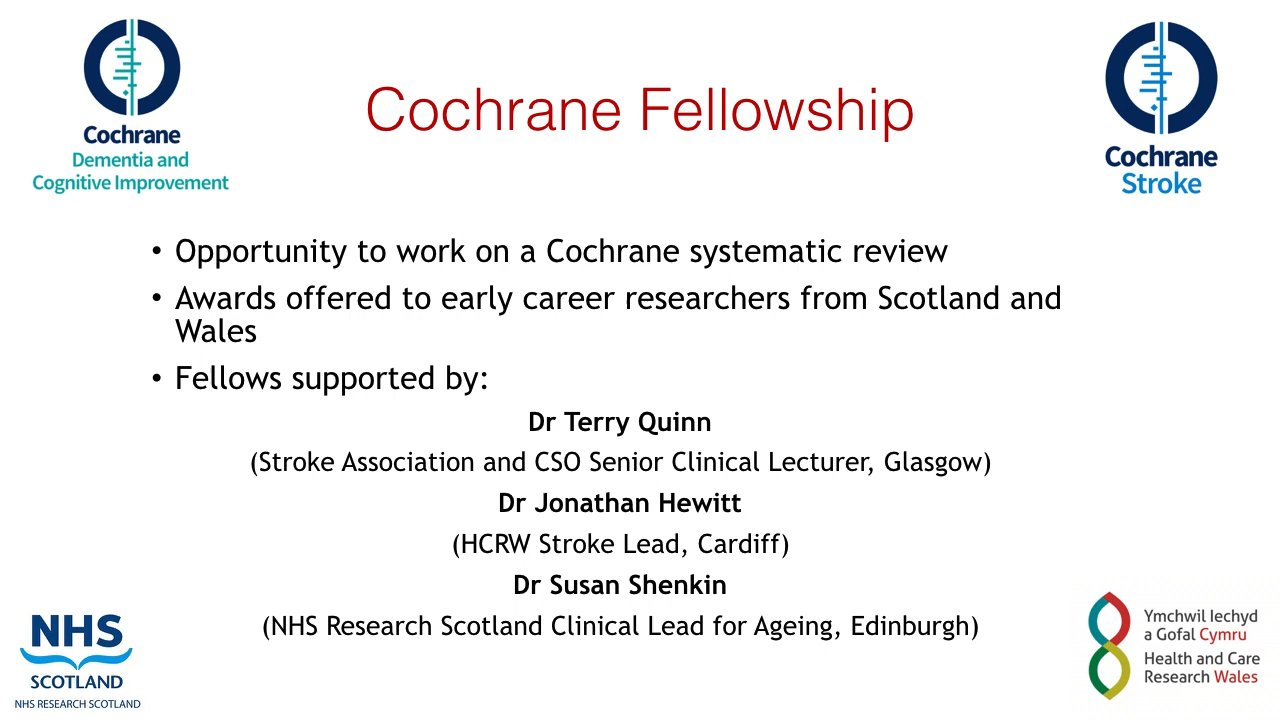 Cochrane
Dementia and
Cognitive Improvement
Cochrane Fellowship
Cochrane
Stroke
• Opportunity to work on a Cochrane systematic review
• Awards offered to early career researchers from Scotland and
Wales
• Fellows supported by:
Dr Terry Quinn
(Stroke Association and CSO Senior Clinical Lecturer, Glasgow)
Dr Jonathan Hewitt
(HCRW Stroke Lead, Cardiff)
Dr Susan Shenkin
(NHS Research Scotland Clinical Lead for Ageing, Edinburgh)
NHS
SCOTLAND
NHS RESEARCH SCOTLAND
Ymchwil Iechyd
a Gofal Cymru
Health and Care
Research Wales